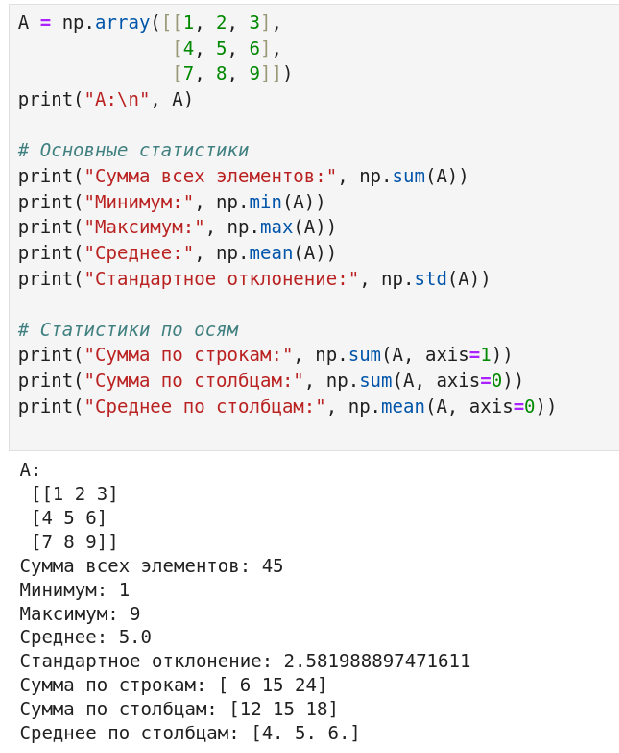 A = np.array([[1, 2, 3],
              [4, 5, 6],
              [7, 8, 9]])
print("A:\n", A)

# Основные статистики
print("Сумма всех элементов:", np.sum(A))
print("Минимум:", np.min(A))
print("Максимум:", np.max(A))
print("Среднее:", np.mean(A))
print("Стандартное отклонение:", np.std(A))

# Статистики по осям
print("Сумма по строкам:", np.sum(A, axis=1))
print("Сумма по столбцам:", np.sum(A, axis=0))
print("Среднее по столбцам:", np.mean(A, axis=0))

A:
 [[1 2 3]
 [4 5 6]
 [7 8 9]]
Сумма всех элементов: 45
Минимум: 1
Максимум: 9
Среднее: 5.0
Стандартное отклонение: 2.581988897471611
Сумма по строкам: [ 6 15 24]
Сумма по столбцам: [12 15 18]
Среднее по столбцам: [4. 5. 6.]